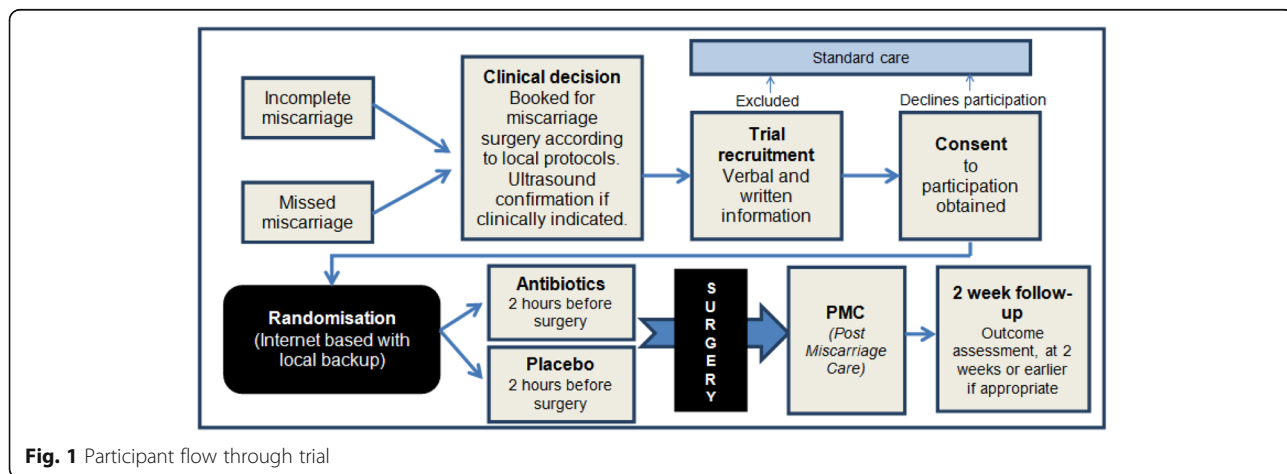 Standard care
Incomplete
miscarriage
Missed
miscarriage
Clinical decision
Booked for
miscarriage
surgery according
to local protocols.
Ultrasound
confirmation if
clinically indicated.
Excluded
Declines participation
Trial
recruitment
Verbal and
written
information
Consent
to
participation
obtained
Randomisation
(Internet based with
local backup)
Antibiotics
2 hours before
surgery
Placebo
2 hours before
surgery
S
U
R
G
E
R
Y
PMC
(Post
Miscarriage
Care)
2 week follow-
up
Outcome
assessment, at 2
weeks or earlier
if appropriate
Fig. 1 Participant flow through trial